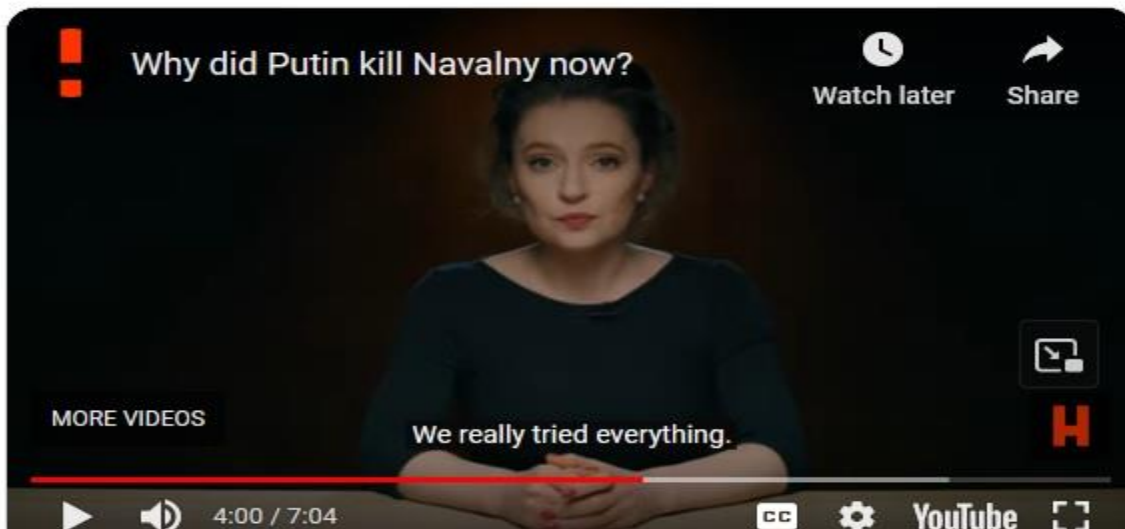 Why did Putin kill Navalny now?
Watch later
Share
MORE VIDEOS
We really tried everything.
H
4:00 / 7:04
CC
YouTube